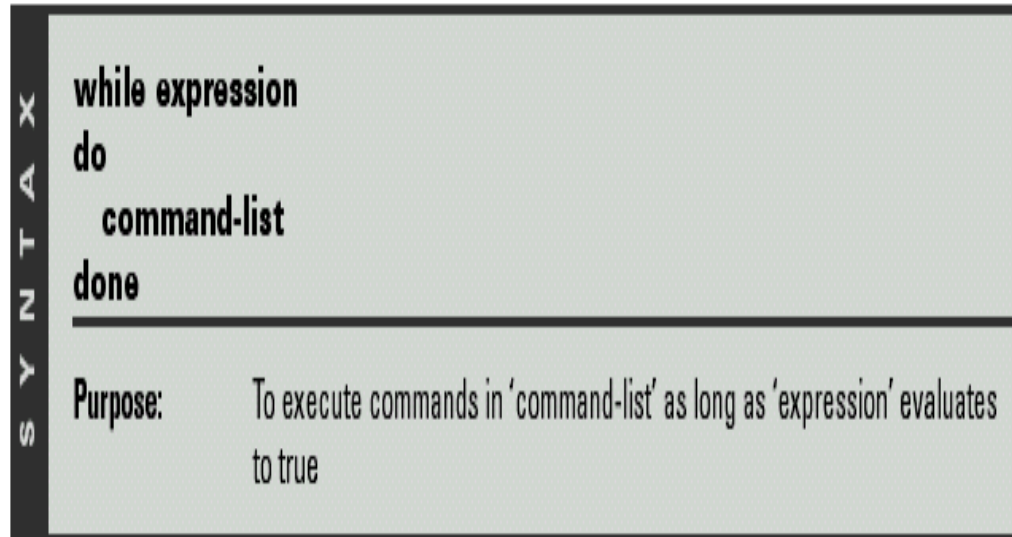 SYNTAX
while expression
do
command-list
done
Purpose: To execute commands in ‘command-list’ as long as ‘expression’ evaluates
to true